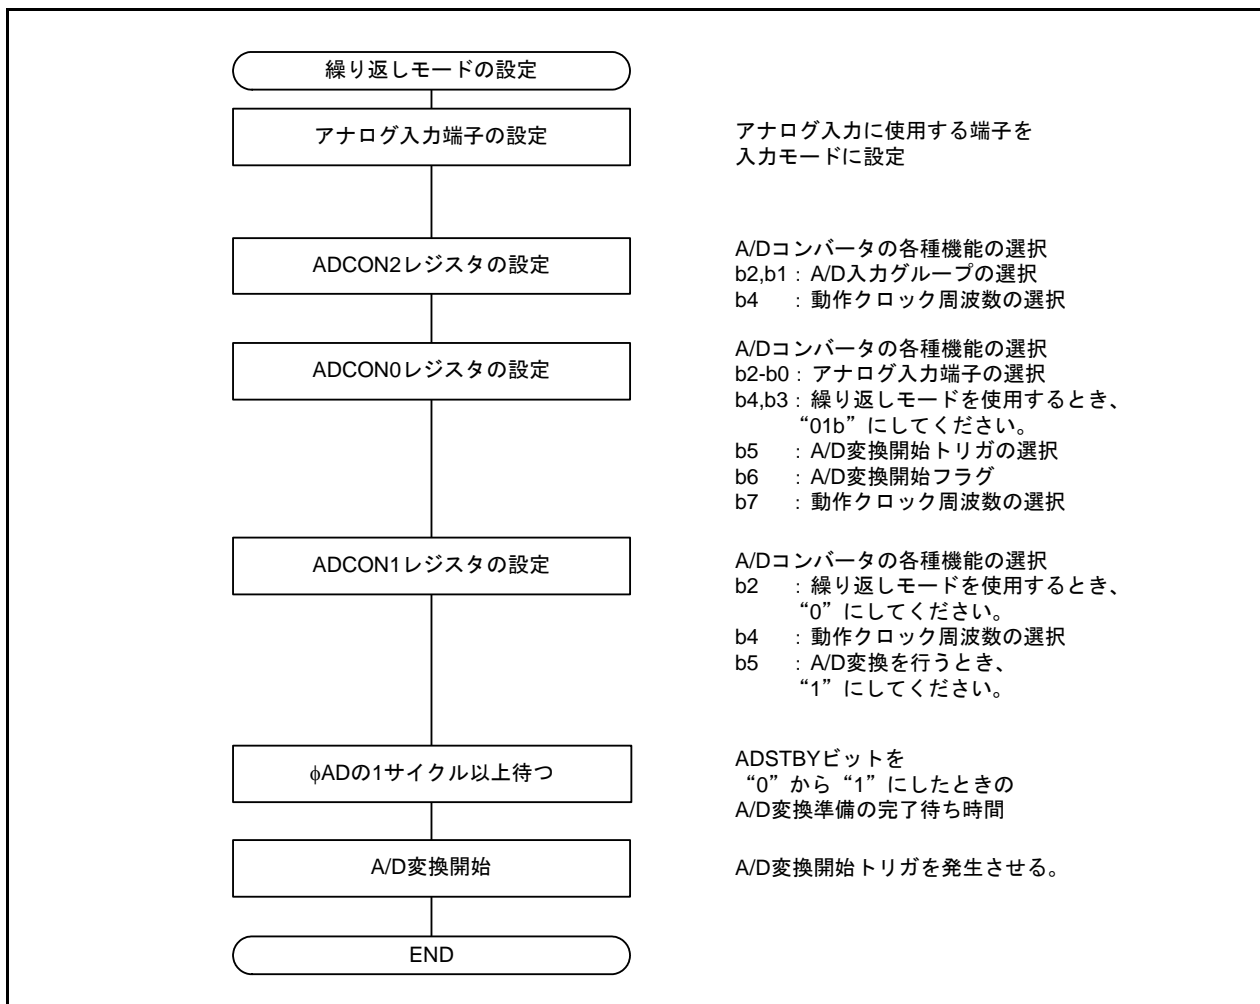 繰り返しモードの設定
アナログ入力端子の設定
アナログ入力に使用する端子を
入力モードに設定
ADCON2レジスタの設定
A/Dコンバータの各種機能の選択
b2,b1 : A/D入力グループの選択
b4 : 動作クロック周波数の選択
ADCON0レジスタの設定
A/Dコンバータの各種機能の選択
b2-b0 : アナログ入力端子の選択
b4,b3 : 繰り返しモードを使用するとき、
“01b”にしてください。
b5 : A/D変換開始トリガの選択
b6 : A/D変換開始フラグ
b7 : 動作クロック周波数の選択
ADCON1レジスタの設定
A/Dコンバータの各種機能の選択
b2 : 繰り返しモードを使用するとき、
“0”にしてください。
b4 : 動作クロック周波数の選択
b5 : A/D変換を行うとき、
“1”にしてください。
φADの1サイクル以上待つ
ADSTBYビットを
“0”から“1”にしたときの
A/D変換準備の完了待ち時間
A/D変換開始
A/D変換開始トリガを発生させる。
END